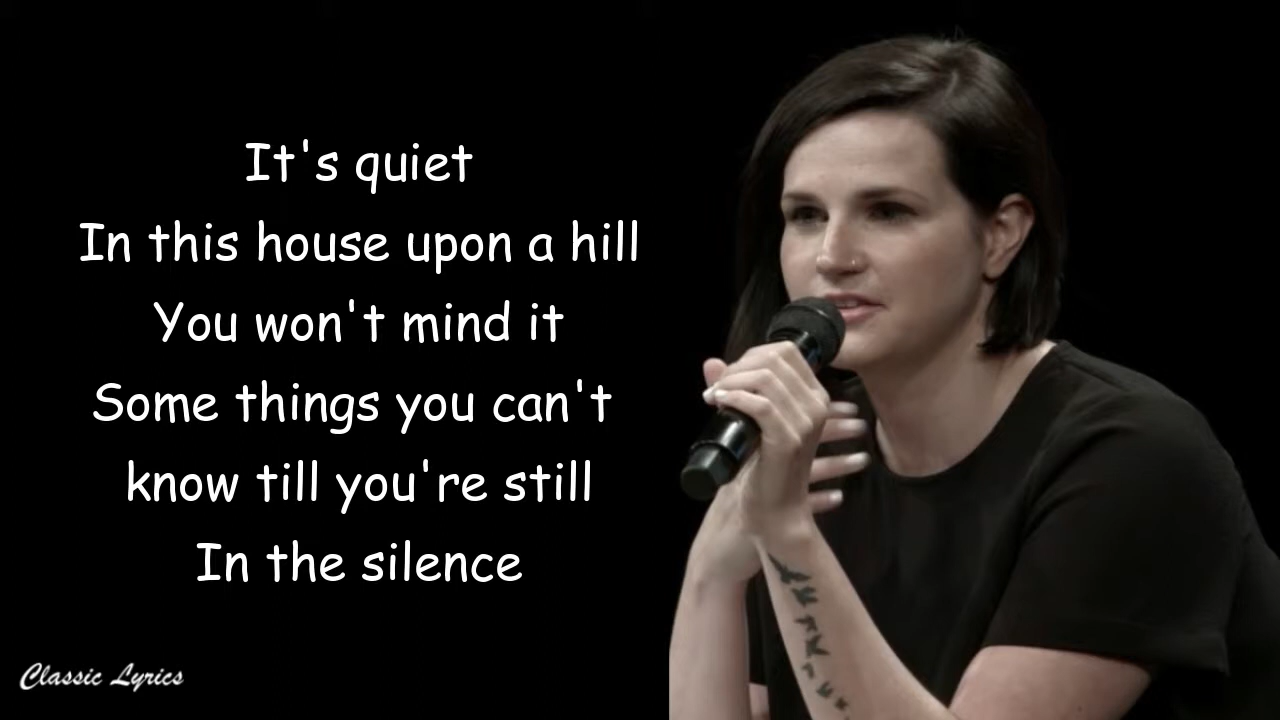 It's quiet
In this house upon a hill
You won't mind it
Some things you can't
know till you're still
In the silence
Classic Lyrics